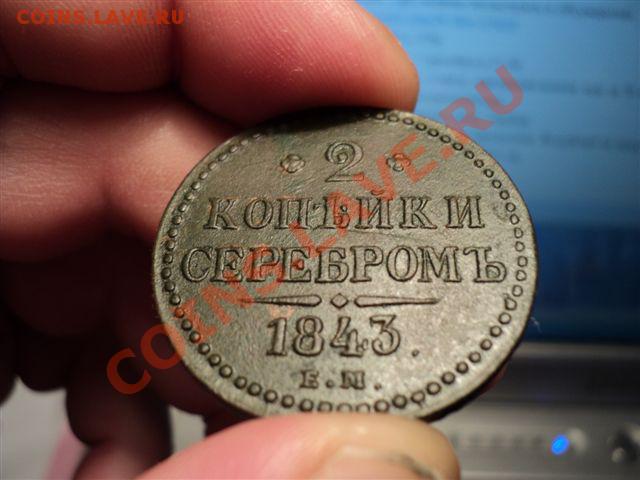 COINS.LAVE.RU
COINS.LAVE.RU
2
КОПѢЙКИ
СЕРЕБРОМЪ
1843.
Е.М.